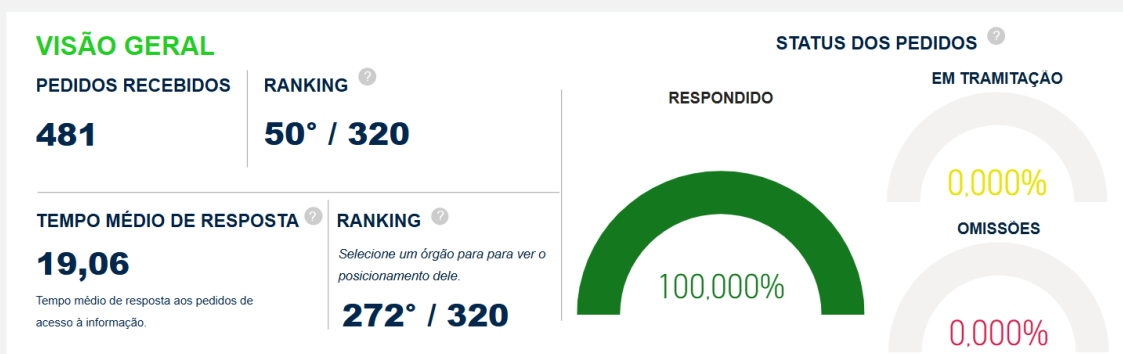 VISÃO GERAL
PEDIDOS RECEBIDOS
481
RANKING ?
50° / 320
TEMPO MÉDIO DE RESPOSTA ?
19,06
Tempo médio de resposta aos pedidos de
acesso à informação.
RANKING ?
Selecione um órgão para para ver o
posicionamento dele.
272° / 320
STATUS DOS PEDIDOS ?
RESPONDIDO
100,000%
EM TRAMITAÇÃO
0,000%
OMISSÕES
0,000%